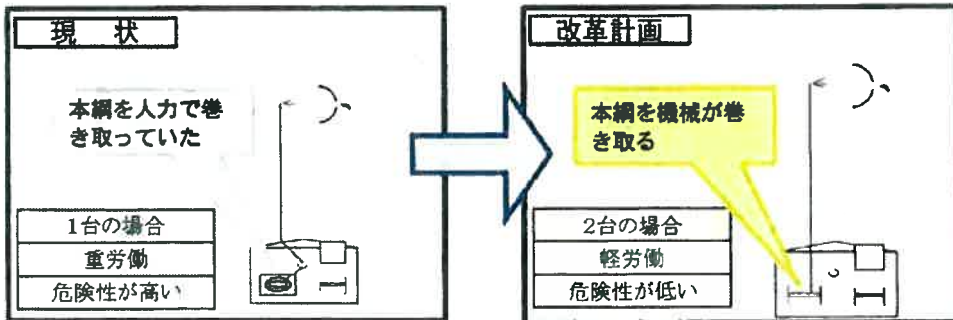 現 状
本綱を人力で巻
き取っていた
1台の場合
重労働
危険性が高い
改革計画
本綱を機械が巻
き取る
2台の場合
軽労働
危険性が低い